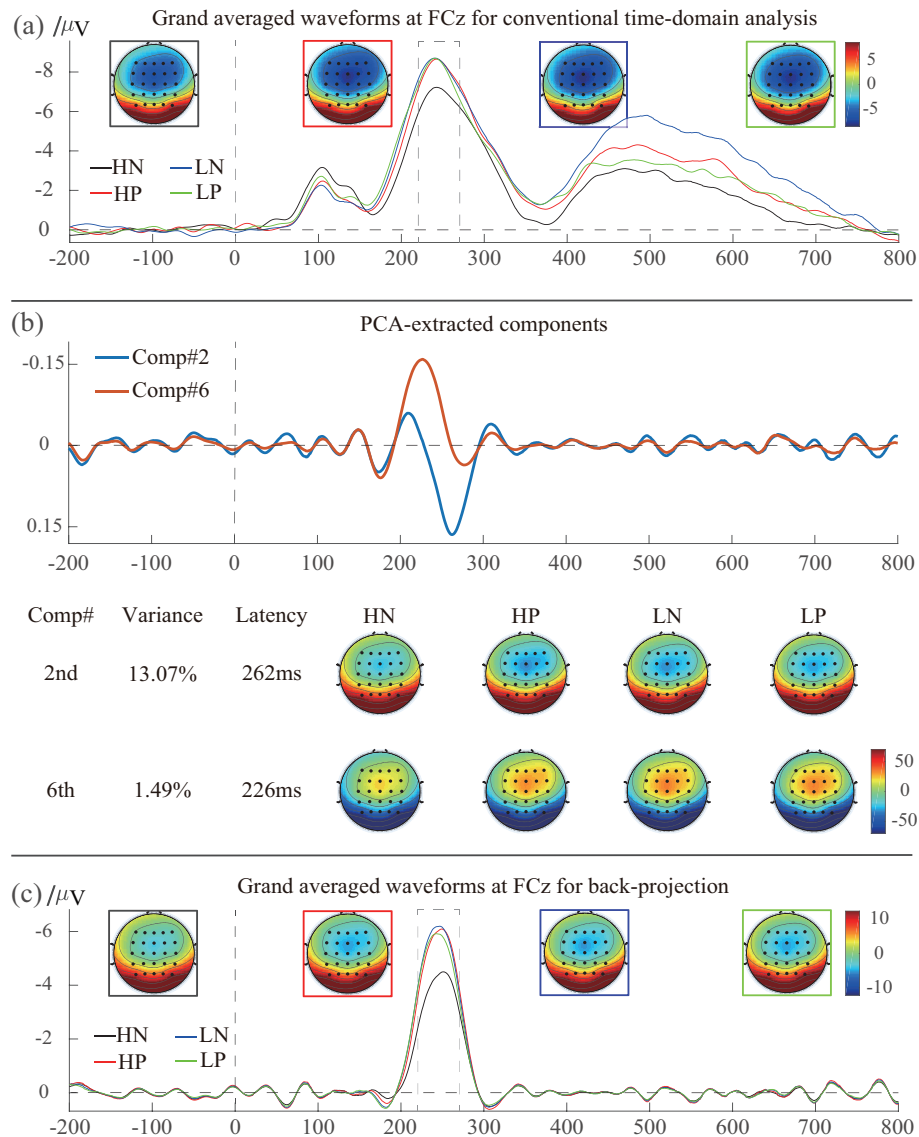 (a) /μV Grand averaged waveforms at FCz for conventional time-domain analysis
-8
-6
-4
-2
0
5
0
-5
HN LN
HP LP
-200 -100 0 100 200 300 400 500 600 700 800
(b) PCA-extracted components
-0.15
0
0.15
Comp#2
Comp#6
-200 -100 0 100 200 300 400 500 600 700 800
Comp# Variance Latency HN HP LN LP
2nd 13.07% 262ms
6th 1.49% 226ms
50
0
-50
(c) /μV Grand averaged waveforms at FCz for back-projection
-6
-4
-2
0
10
0
-10
HN LN
HP LP
-200 -100 0 100 200 300 400 500 600 700 800